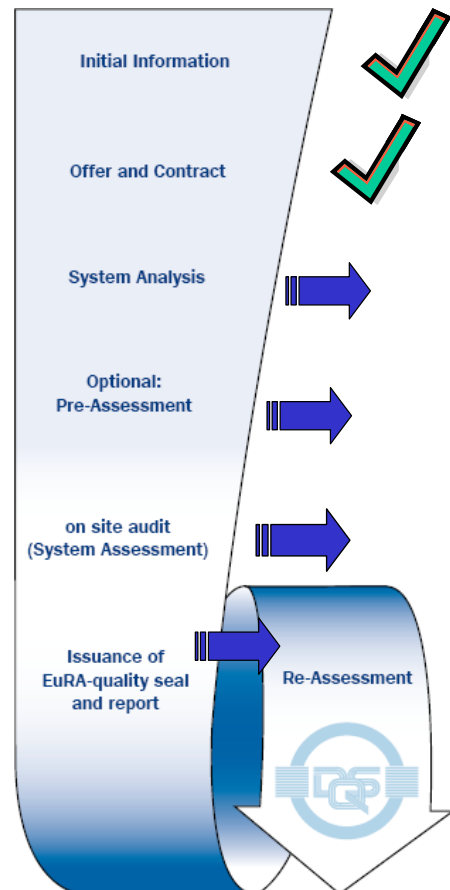 Initial Information
Offer and Contract
System Analysis
Optional:
Pre-Assessment
on site audit
(System Assessment)
Issuance of
EuRA-quality seal
and report
Re-Assessment
DQS